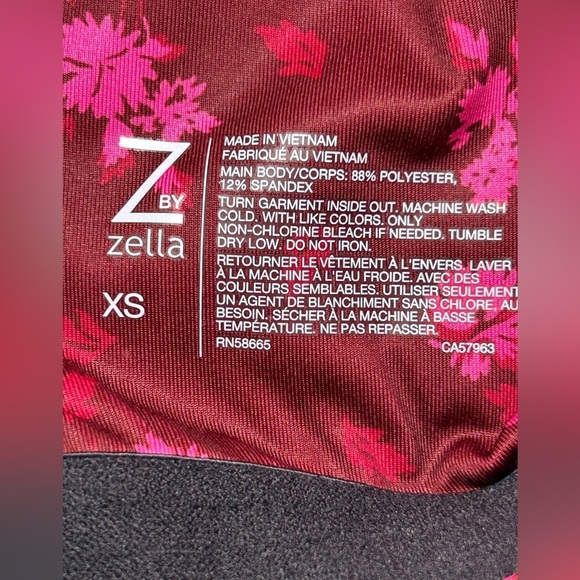 Z BY
zella
XS
MADE IN VIETNAM
FABRIQUÉ AU VIETNAM
MAIN BODY/CORPS: 88% POLYESTER,
12% SPANDEX
TURN GARMENT INSIDE OUT. MACHINE WASH
COLD. WITH LIKE COLORS. ONLY
NON-CHLORINE BLEACH IF NEEDED. TUMBLE
DRY LOW. DO NOT IRON.
RETOURNER LE VÊTEMENT À L'ENVERS. LAVER
À LA MACHINE À L'EAU FROIDE AVEC DES
COULEURS SEMBLABLES. UTILISER SEULEMENT
UN AGENT DE BLANCHIMENT SANS CHLORE, AU
BESOIN. SÉCHER À LA MACHINE À BASSE
TEMPÉRATURE. NE PAS REPASSER.
RN58665 CA57963